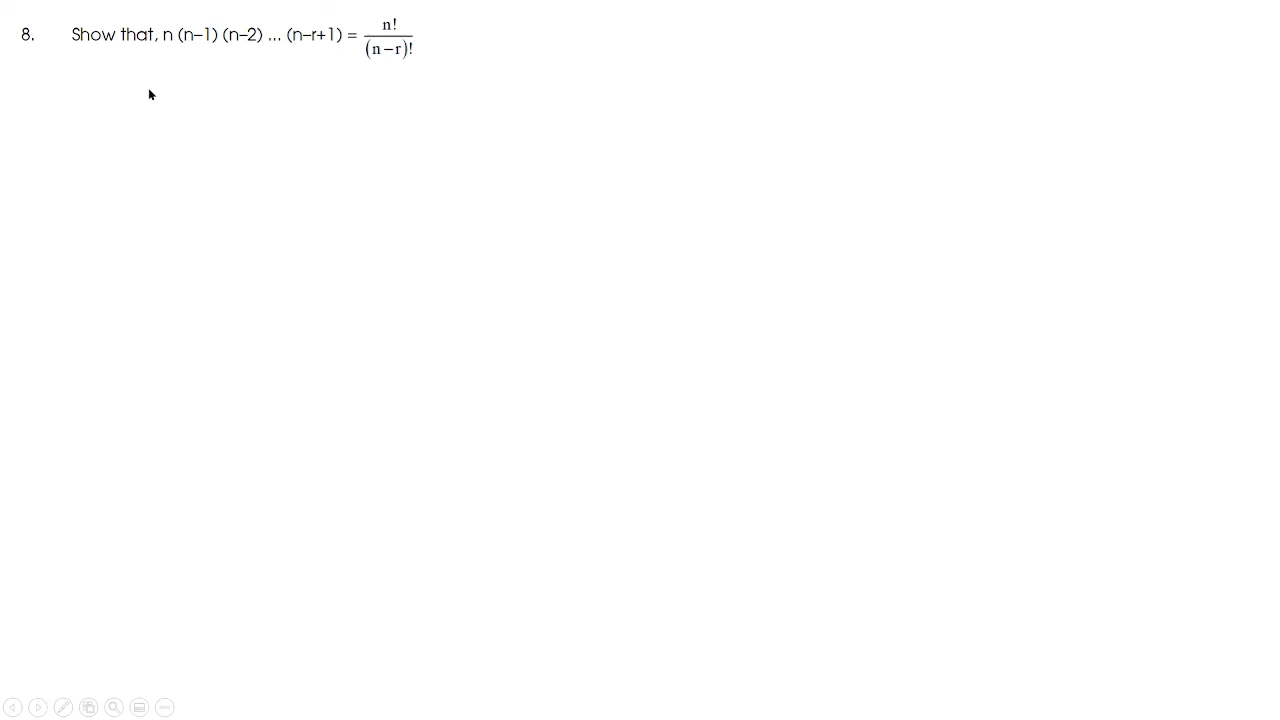 8. Show that, n (n–1) (n–2) ... (n–r+1) = n! / (n−r)!